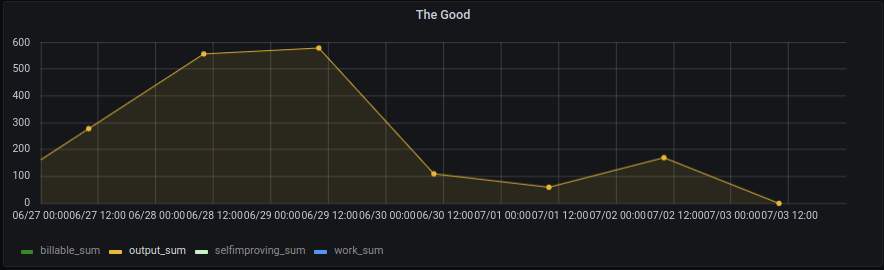 The Good
600
500
400
300
200
100
0
06/27 00:00 06/27 12:00 06/28 00:00 06/28 12:00 06/29 00:00 06/29 12:00 06/30 00:00 06/30 12:00 07/01 00:00 07/01 12:00 07/02 00:00 07/02 12:00 07/03 00:00 07/03 12:00
billable_sum output_sum selfimproving_sum work_sum